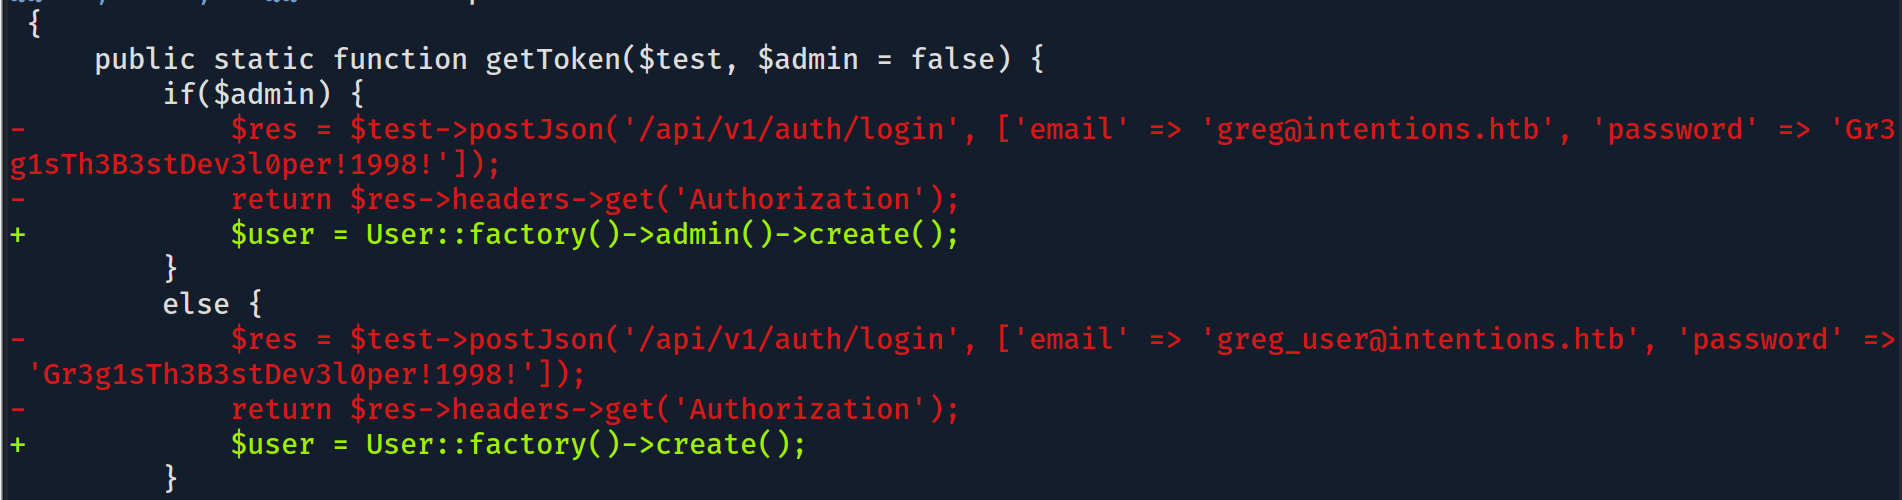 {
    public static function getToken($test, $admin = false) {
        if($admin) {
-            $res = $test->postJson('/api/v1/auth/login', ['email' => 'greg@intentions.htb', 'password' => 'Gr3
g1sTh3B3stDev3l0per!1998!']);
-            return $res->headers->get('Authorization');
+            $user = User::factory()->admin()->create();
        }
        else {
-            $res = $test->postJson('/api/v1/auth/login', ['email' => 'greg_user@intentions.htb', 'password' =>
 'Gr3g1sTh3B3stDev3l0per!1998!']);
-            return $res->headers->get('Authorization');
+            $user = User::factory()->create();
        }